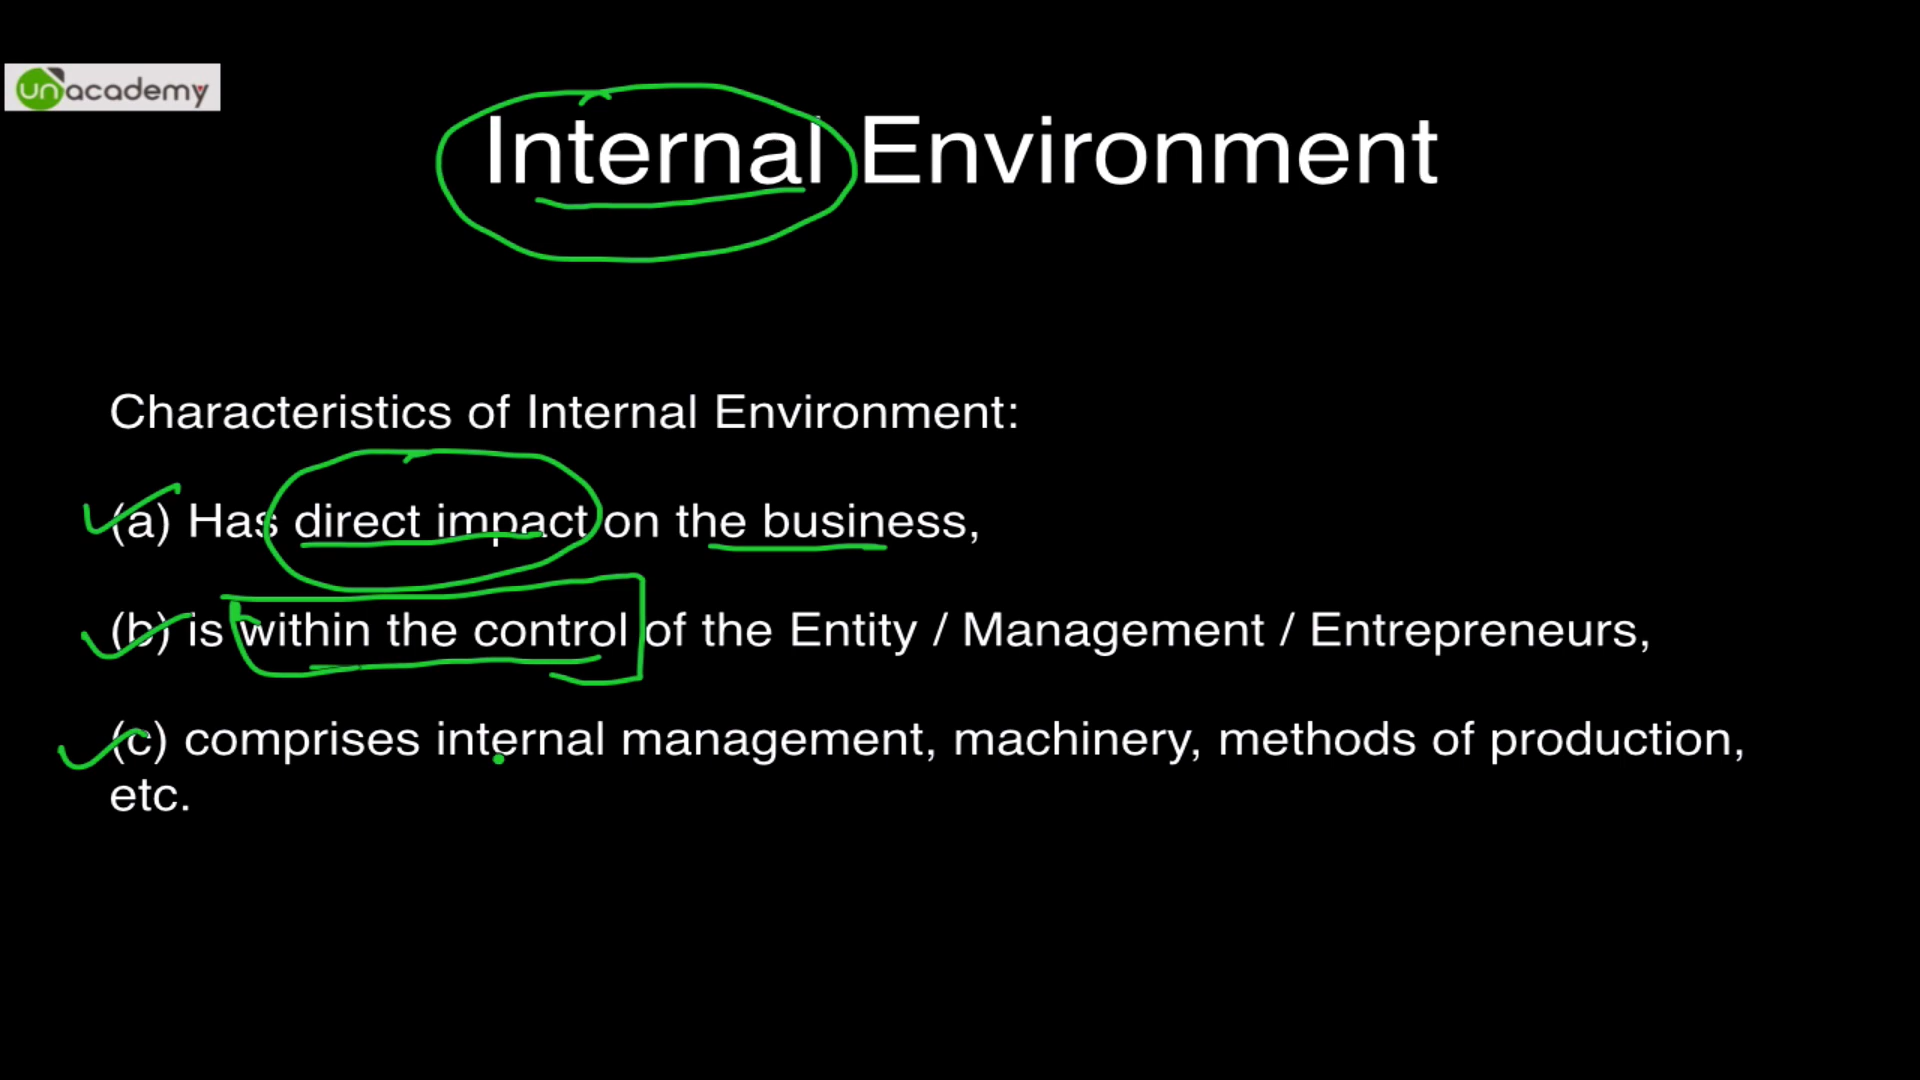 unacademy
Internal Environment
Characteristics of Internal Environment:
(a) Has direct impact on the business,
(b) is within the control of the Entity / Management / Entrepreneurs,
(c) comprises internal management, machinery, methods of production,
etc.